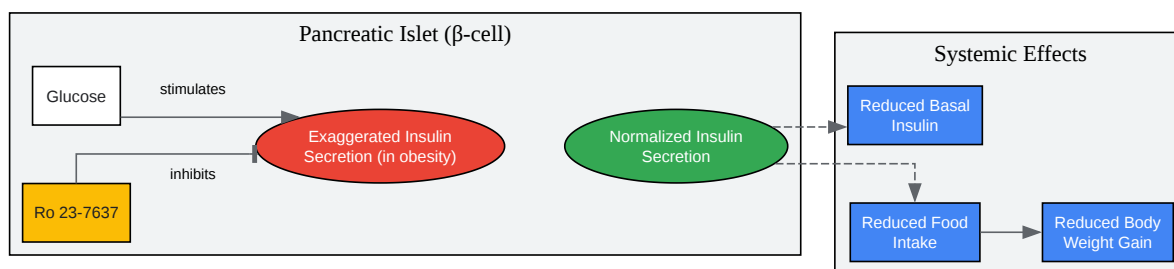 Pancreatic Islet (β-cell)
Systemic Effects
Glucose
stimulates
Exaggerated Insulin
Secretion (in obesity)
Normalized Insulin
Secretion
Reduced Basal
Insulin
inhibits
Ro 23-7637
Reduced Food
Intake
Reduced Body
Weight Gain